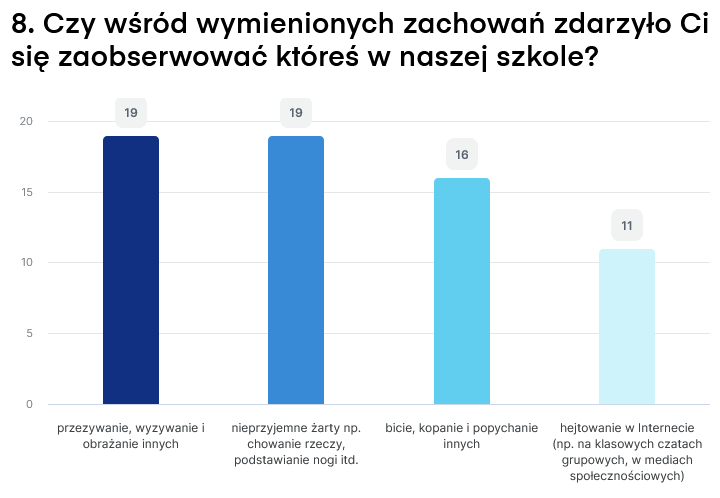 8. Czy wśród wymienionych zachowań zdarzyło Ci
się zaobserwować któreś w naszej szkole?
19
19
16
11
20
15
10
5
0
przezywanie, wyzywanie i
obrażanie innych
nieprzyjemne żarty np.
chowanie rzeczy,
podstawianie nogi itd.
bicie, kopanie i popychanie
innych
hejtowanie w Internecie
(np. na klasowych czatach
grupowych, w mediach
społecznościowych)